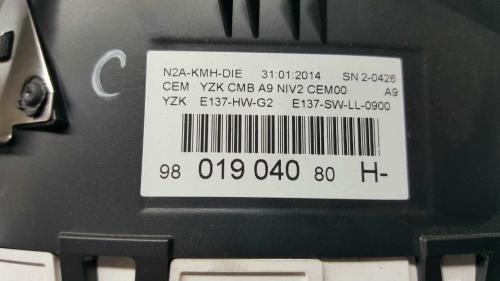 C
N2A-KMH-DIE 31:01:2014 SN 2-0426
CEM YZK CMB A9 NIV2 CEM00 A9
YZK E137-HW-G2 E137-SW-LL-0900
98 019 040 80 H-